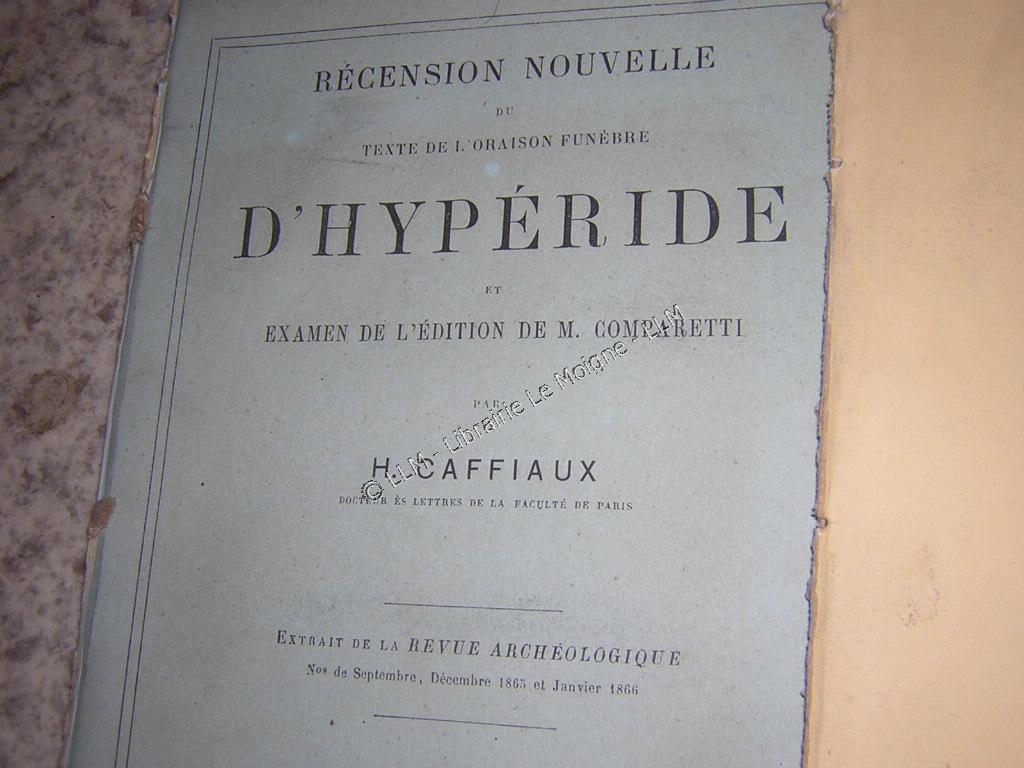 RÉCENSION NOUVELLE
DU
TEXTE DE L'ORAISON FUNÈBRE
D'HYPÉRIDE
ET
EXAMEN DE L'ÉDITION DE M. COMPARETTI
PAR
H. CAFFIAUX
DOCTEUR ÈS LETTRES DE LA FACULTÉ DE PARIS
EXTRAIT DE LA REVUE ARCHÉOLOGIQUE
Nos de Septembre, Décembre 1865 et Janvier 1866
© LLM - Librairie Le Moigne - LLM